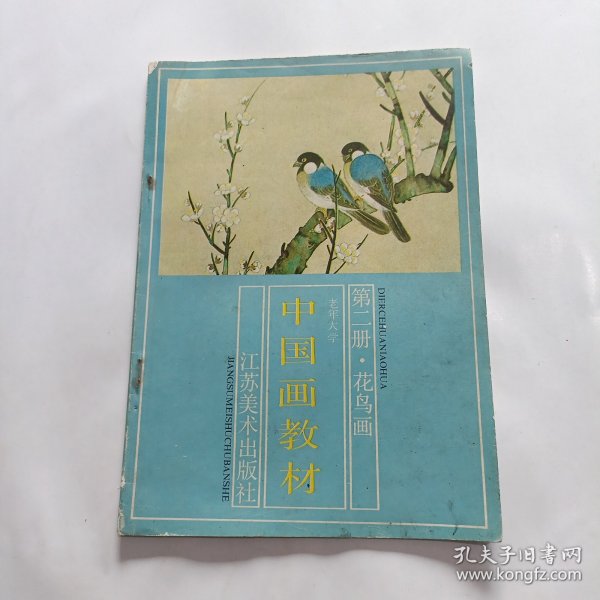 第二册·花鸟画
DIERCEHUANIAOHUA
老年大学
中国画教材
江苏美术出版社
JIANGSUMEISHUCHUBANSHE
孔夫子旧书网
www.kongfz.com